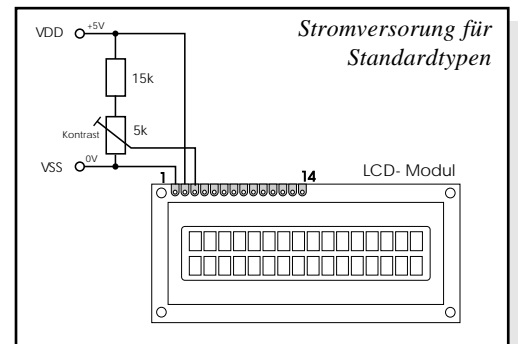 Stromversorung für
Standardtypen
VDD +5V
15k
5k
Kontrast
VSS 0V
1
14
LCD- Modul